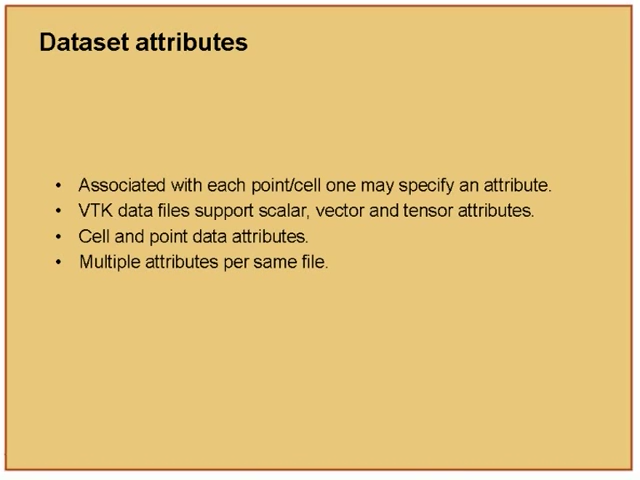 Dataset attributes
• Associated with each point/cell one may specify an attribute.
• VTK data files support scalar, vector and tensor attributes.
• Cell and point data attributes.
• Multiple attributes per same file.